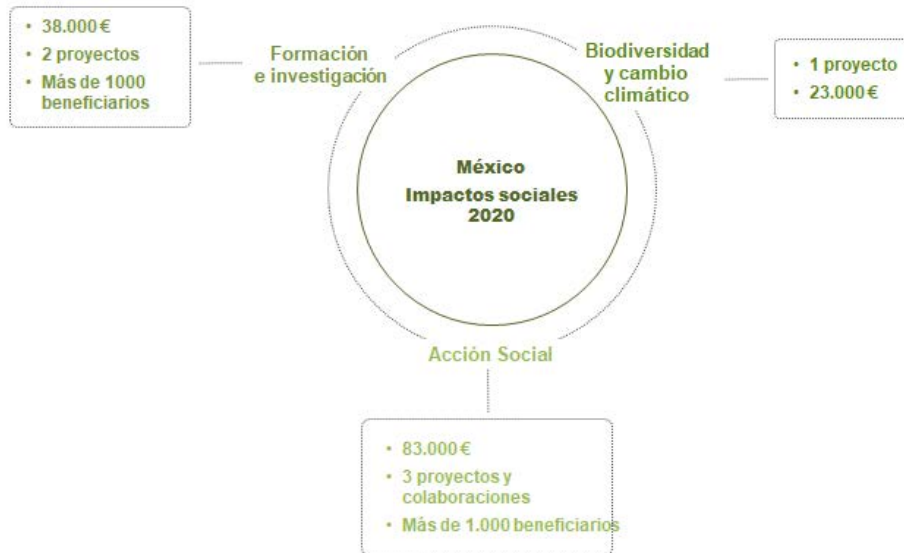 • 38.000 €
• 2 proyectos
• Más de 1000
beneficiarios
Formación
e investigación
Biodiversidad
y cambio
climático
• 1 proyecto
• 23.000 €
México
Impactos sociales
2020
Acción Social
• 83.000 €
• 3 proyectos y
colaboraciones
• Más de 1.000 beneficiarios